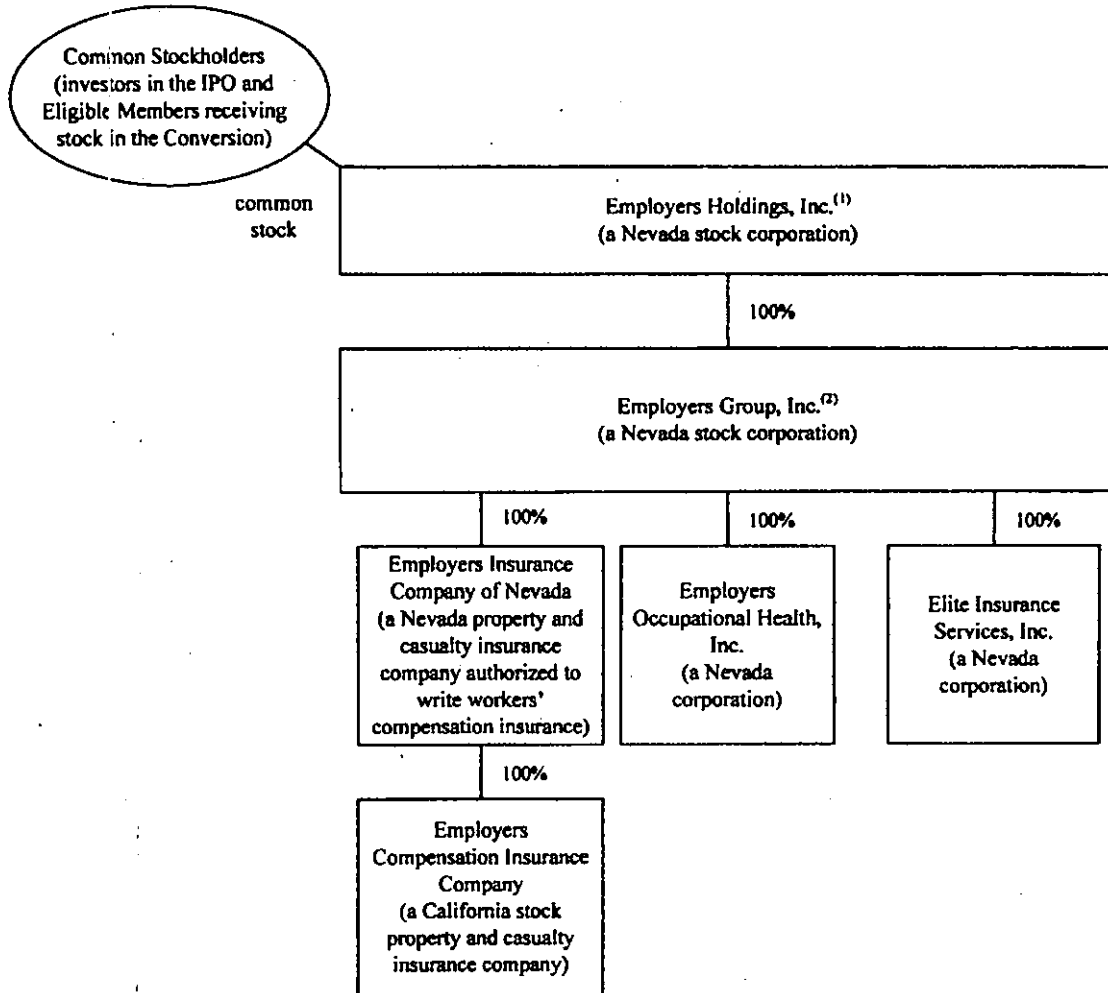 Common Stockholders
(investors in the IPO and
Eligible Members receiving
stock in the Conversion)
common
stock
Employers Holdings, Inc.(1)
(a Nevada stock corporation)
100%
Employers Group, Inc.(2)
(a Nevada stock corporation)
100%
100%
100%
Employers Insurance
Company of Nevada
(a Nevada property and
casualty insurance
company authorized to
write workers'
compensation insurance)
Employers
Occupational Health,
Inc.
(a Nevada
corporation)
Elite Insurance
Services, Inc.
(a Nevada
corporation)
100%
Employers
Compensation Insurance
Company
(a California stock
property and casualty
insurance company)